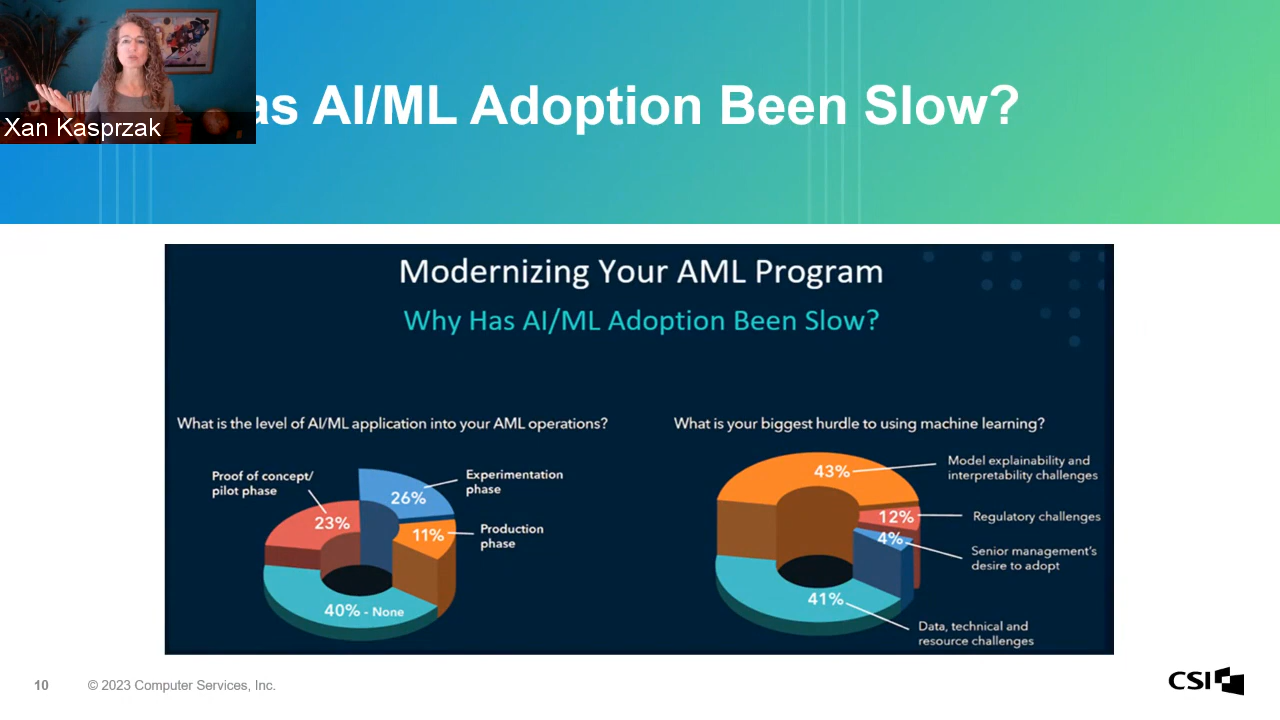 Xan Kasprzak
as AI/ML Adoption Been Slow?
Modernizing Your AML Program
Why Has AI/ML Adoption Been Slow?
What is the level of AI/ML application into your AML operations?
Proof of concept/
pilot phase
23%
Experimentation
phase
26%
11%
Production
phase
40% - None
What is your biggest hurdle to using machine learning?
43%
Model explainability and
interpretability challenges
12%
Regulatory challenges
4%
Senior management's
desire to adopt
41%
Data, technical and
resource challenges
10
© 2023 Computer Services, Inc.
CSI